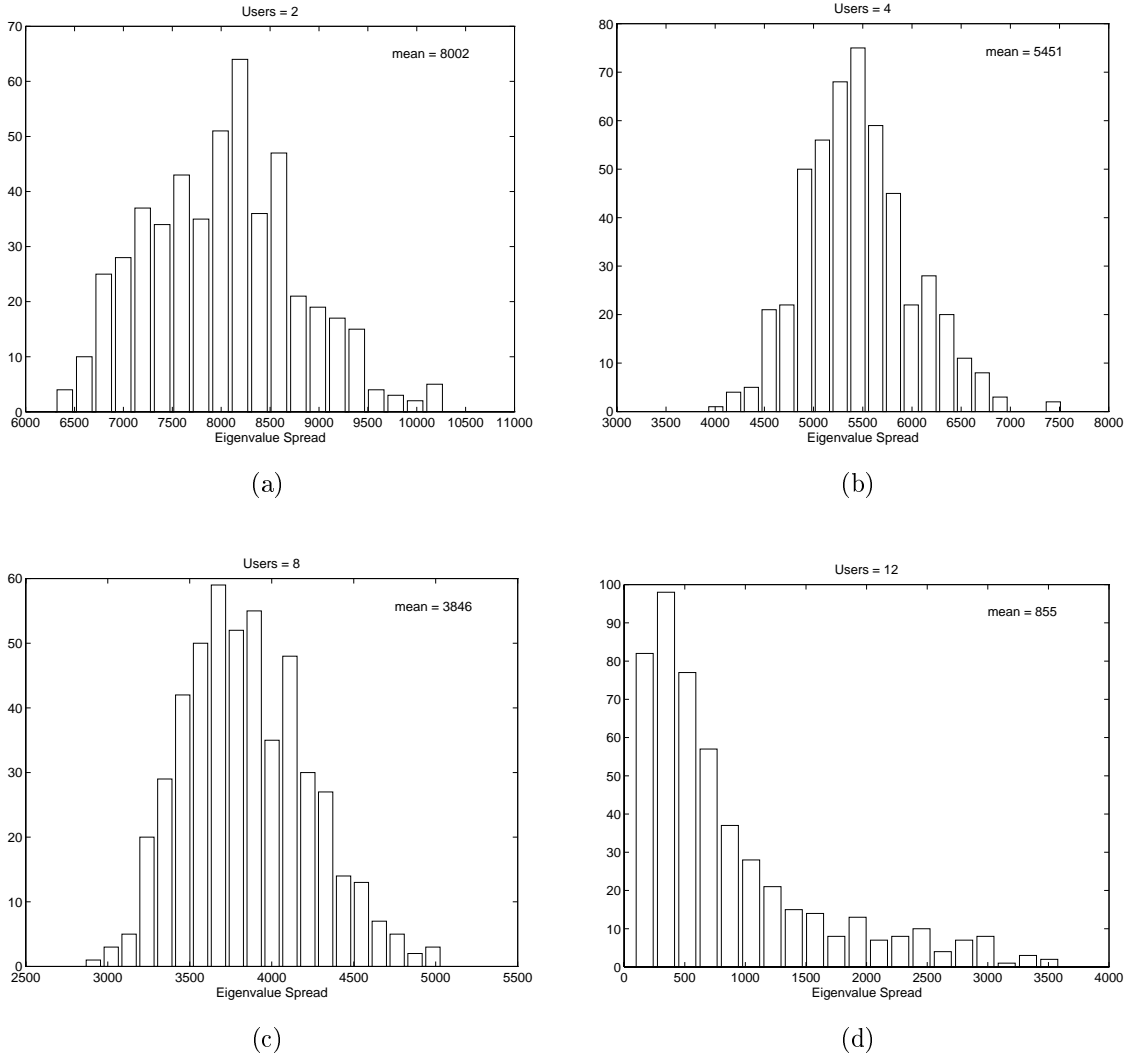 Users = 2
mean = 8002
70
60
50
40
30
20
10
0
6000 6500 7000 7500 8000 8500 9000 9500 10000 10500 11000
Eigenvalue Spread
(a)
Users = 4
mean = 5451
80
70
60
50
40
30
20
10
0
3000 3500 4000 4500 5000 5500 6000 6500 7000 7500 8000
Eigenvalue Spread
(b)
Users = 8
mean = 3846
60
50
40
30
20
10
0
2500 3000 3500 4000 4500 5000 5500
Eigenvalue Spread
(c)
Users = 12
mean = 855
100
90
80
70
60
50
40
30
20
10
0
0 500 1000 1500 2000 2500 3000 3500 4000
Eigenvalue Spread
(d)